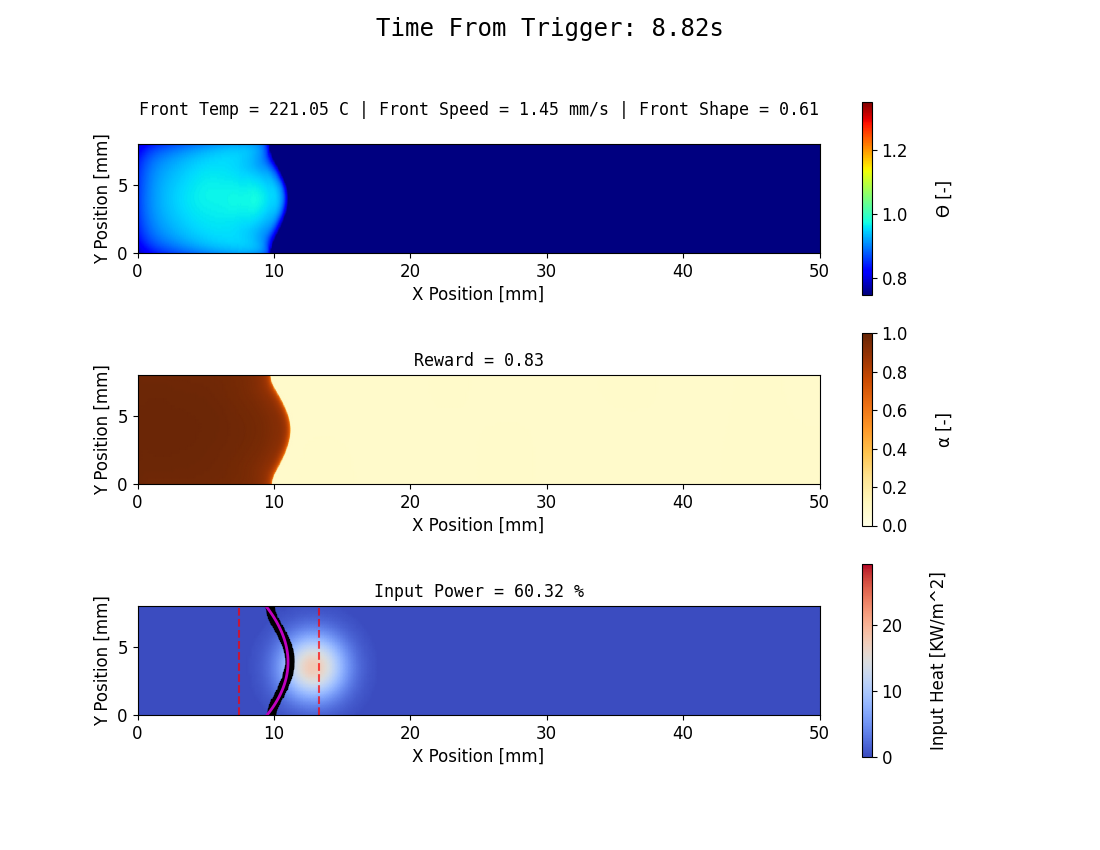 Time From Trigger: 8.82s
Front Temp = 221.05 C | Front Speed = 1.45 mm/s | Front Shape = 0.61
Y Position [mm]
5
0
0 10 20 30 40 50
X Position [mm]
1.2
1.0
0.8
Θ [-]
Reward = 0.83
Y Position [mm]
5
0
0 10 20 30 40 50
X Position [mm]
1.0
0.8
0.6
0.4
0.2
0.0
α [-]
Input Power = 60.32 %
Y Position [mm]
5
0
0 10 20 30 40 50
X Position [mm]
20
10
0
Input Heat [KW/m^2]